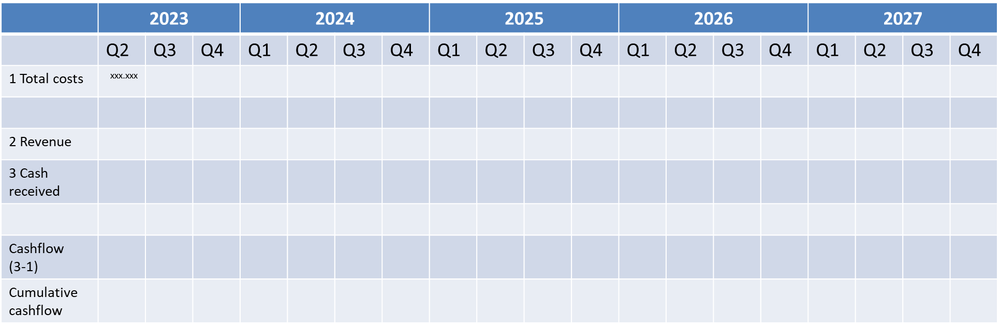 2023 2024 2025 2026 2027
Q2 Q3 Q4 Q1 Q2 Q3 Q4 Q1 Q2 Q3 Q4 Q1 Q2 Q3 Q4 Q1 Q2 Q3 Q4
1 Total costs xxx.xxx
2 Revenue
3 Cash
received
Cashflow
(3-1)
Cumulative
cashflow